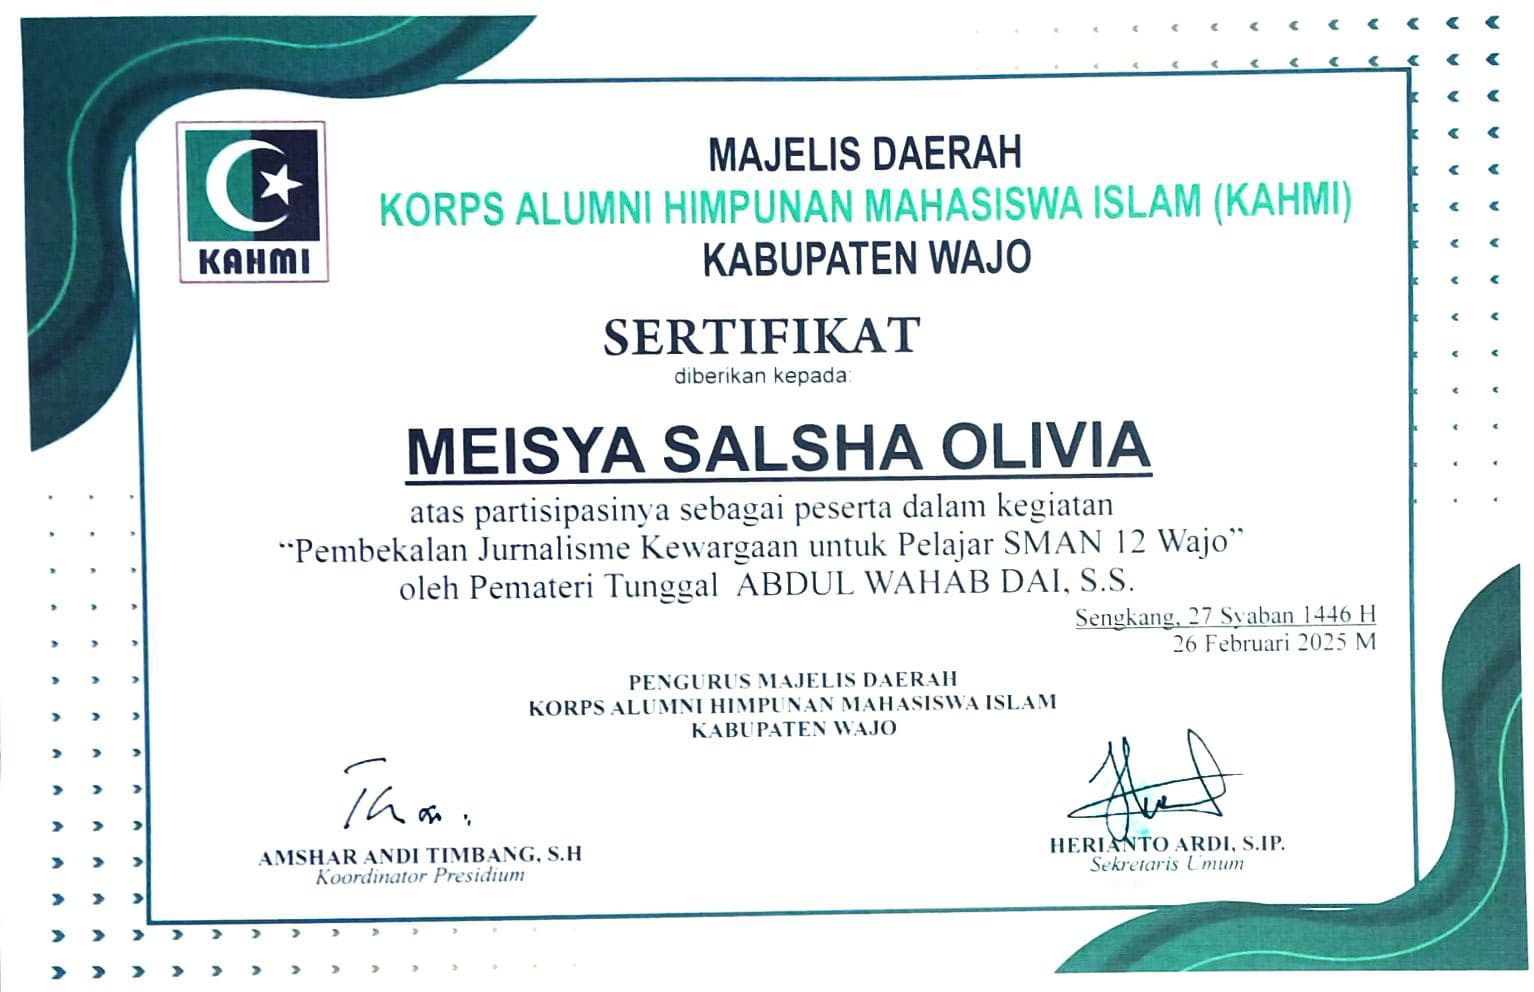 KAHMI
MAJELIS DAERAH
KORPS ALUMNI HIMPUNAN MAHASISWA ISLAM (KAHMI)
KABUPATEN WAJO
SERTIFIKAT
diberikan kepada:
MEISYA SALSHA OLIVIA
atas partisipasinya sebagai peserta dalam kegiatan
“Pembekalan Jurnalisme Kewargaan untuk Pelajar SMAN 12 Wajo”
oleh Pemateri Tunggal ABDUL WAHAB DAI, S.S.
Sengkang, 27 Syaban 1446 H
26 Februari 2025 M
PENGURUS MAJELIS DAERAH
KORPS ALUMNI HIMPUNAN MAHASISWA ISLAM
KABUPATEN WAJO
AMSHAR ANDI TIMBANG, S.H
Koordinator Presidium
HERIANTO ARDI, S.IP.
Sekretaris Umum